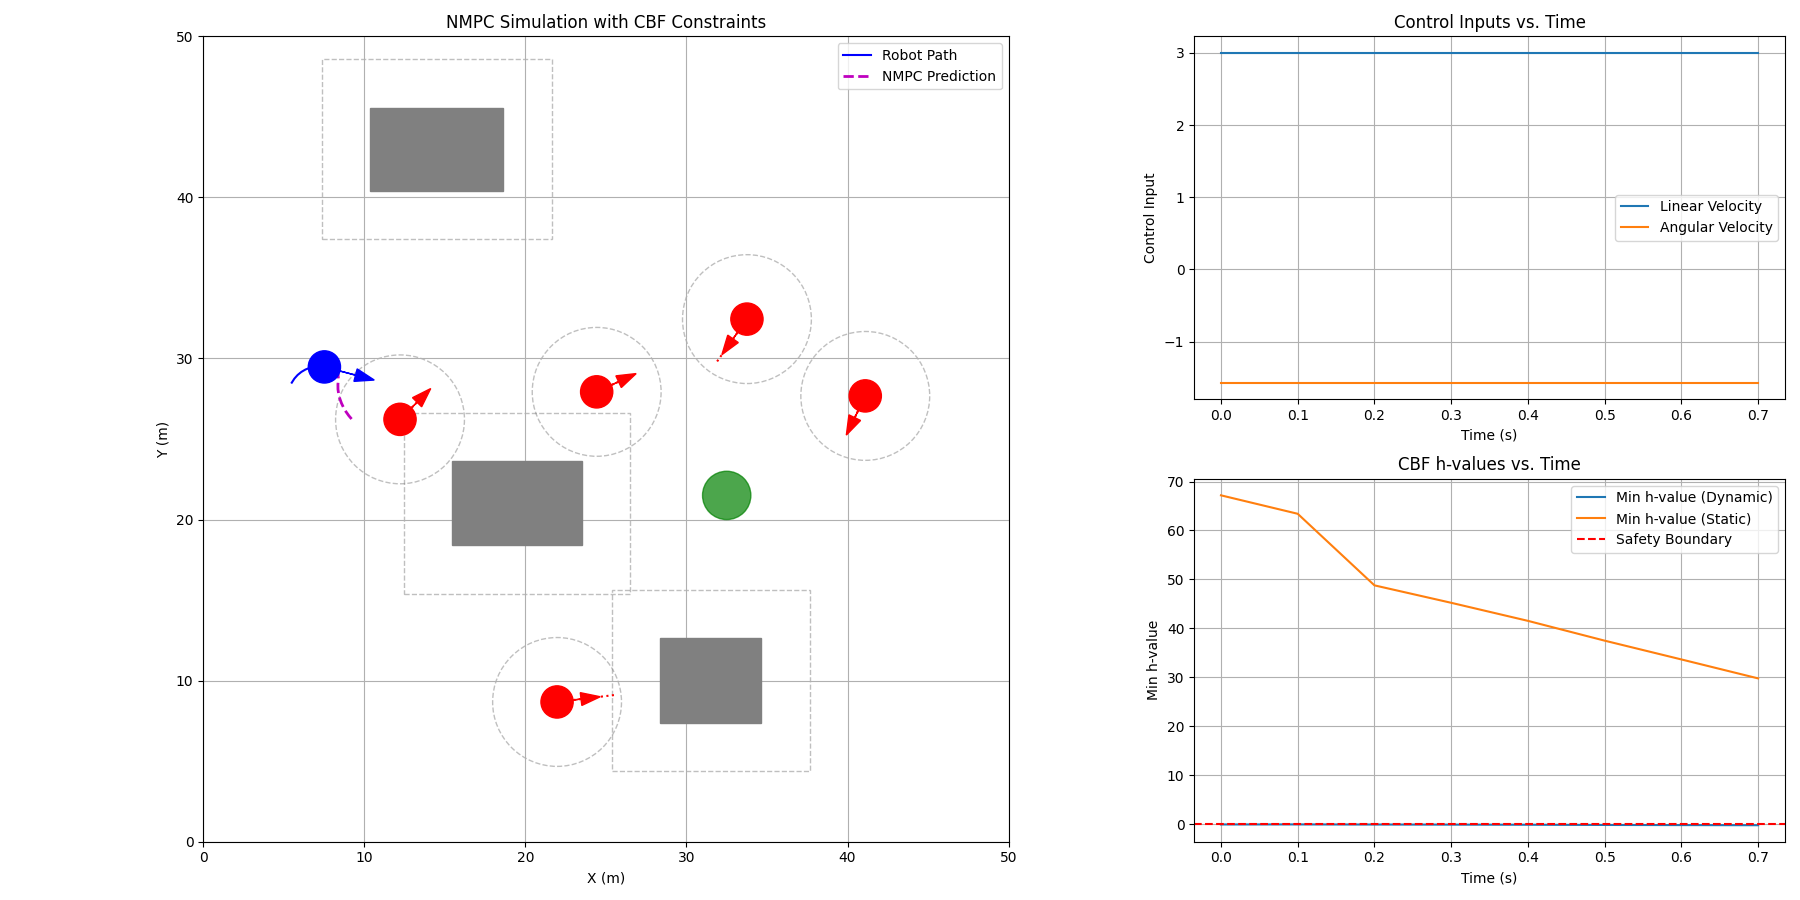 NMPC Simulation with CBF Constraints
50
40
30
20
10
0
Y (m)
Robot Path
NMPC Prediction
0 10 20 30 40 50
X (m)
Control Inputs vs. Time
3
2
1
0
−1
Control Input
Linear Velocity
Angular Velocity
0.0 0.1 0.2 0.3 0.4 0.5 0.6 0.7
Time (s)
CBF h-values vs. Time
70
60
50
40
30
20
10
0
Min h-value
Min h-value (Dynamic)
Min h-value (Static)
Safety Boundary
0.0 0.1 0.2 0.3 0.4 0.5 0.6 0.7
Time (s)